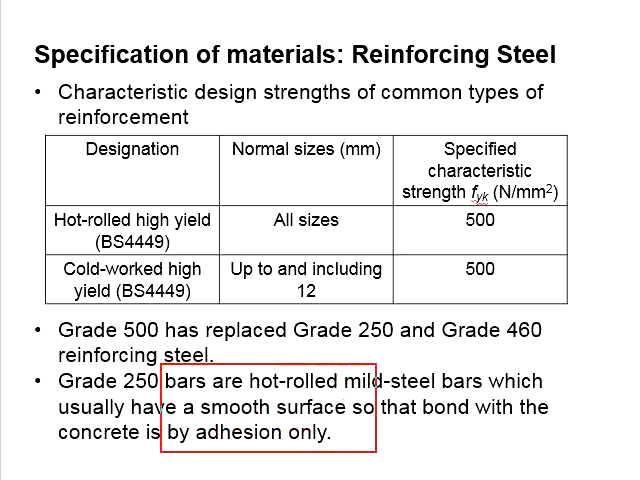 Specification of materials: Reinforcing Steel
• Characteristic design strengths of common types of
reinforcement
Designation
Normal sizes (mm)
Specified
characteristic
strength fyk (N/mm2)
Hot-rolled high yield
(BS4449)
All sizes
500
Cold-worked high
yield (BS4449)
Up to and including
12
500
• Grade 500 has replaced Grade 250 and Grade 460
reinforcing steel.
• Grade 250 bars are hot-rolled mild-steel bars which
usually have a smooth surface so that bond with the
concrete is by adhesion only.